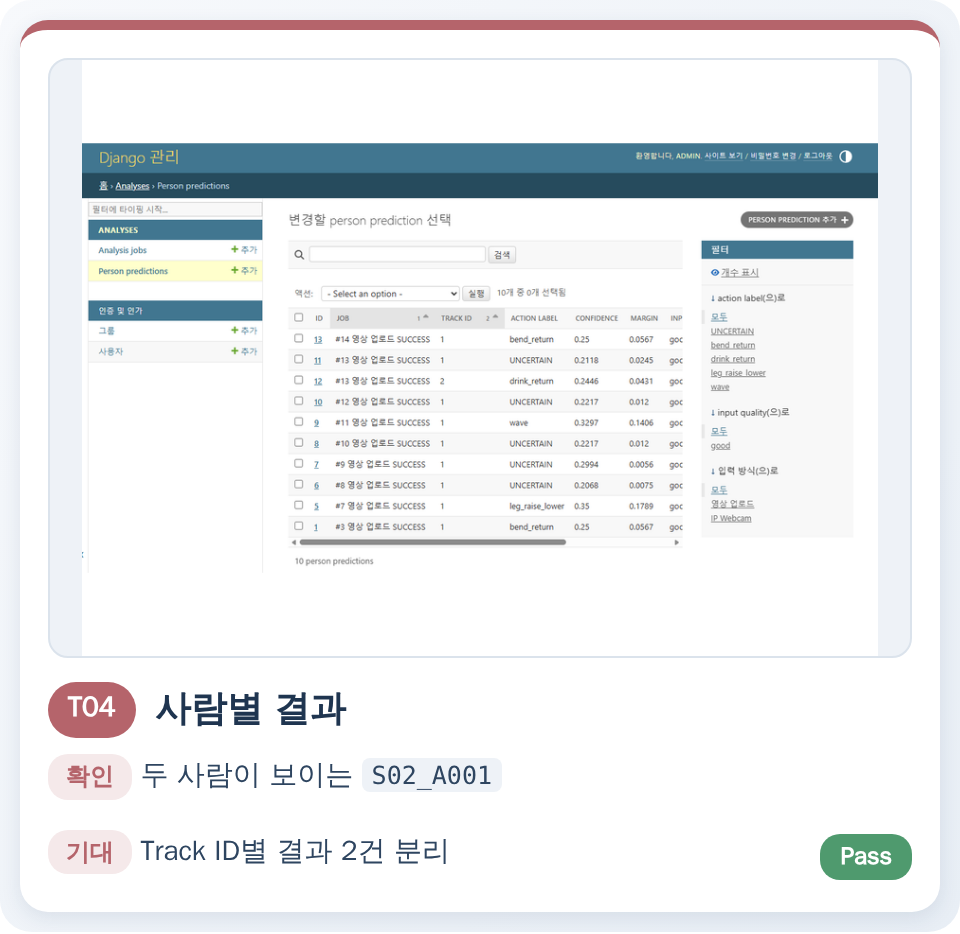 Django 관리
환영합니다, ADMIN. 사이트 보기 / 비밀번호 변경 / 로그아웃
홈 › Analyses › Person predictions
필터에 타이핑 시작...
ANALYSES
Analysis jobs + 추가
Person predictions + 추가
인증 및 인가
그룹 + 추가
사용자 + 추가
변경할 person prediction 선택
PERSON PREDICTION 추가 +
검색
액션: - Select an option - 실행 10개 중 0개 선택됨
ID JOB 1 TRACK ID 2 ACTION LABEL CONFIDENCE MARGIN INP
13 #14 영상 업로드 SUCCESS 1 bend_return 0.25 0.0567 goo
11 #13 영상 업로드 SUCCESS 1 UNCERTAIN 0.2118 0.0245 goo
12 #13 영상 업로드 SUCCESS 2 drink_return 0.2446 0.0431 goo
10 #12 영상 업로드 SUCCESS 1 UNCERTAIN 0.2217 0.012 goo
9 #11 영상 업로드 SUCCESS 1 wave 0.3297 0.1406 goo
8 #10 영상 업로드 SUCCESS 1 UNCERTAIN 0.2217 0.012 goo
7 #9 영상 업로드 SUCCESS 1 UNCERTAIN 0.2994 0.0056 goo
6 #8 영상 업로드 SUCCESS 1 UNCERTAIN 0.2068 0.0075 goo
5 #7 영상 업로드 SUCCESS 1 leg_raise_lower 0.35 0.1789 goo
1 #3 영상 업로드 SUCCESS 1 bend_return 0.25 0.0567 goo
10 person predictions
필터
개수 표시
↓ action label(으)로
모두
UNCERTAIN
bend_return
drink_return
leg_raise_lower
wave
↓ input quality(으)로
모두
good
↓ 입력 방식(으)로
모두
영상 업로드
IP Webcam
T04 사람별 결과
확인 두 사람이 보이는 S02_A001
기대 Track ID별 결과 2건 분리
Pass